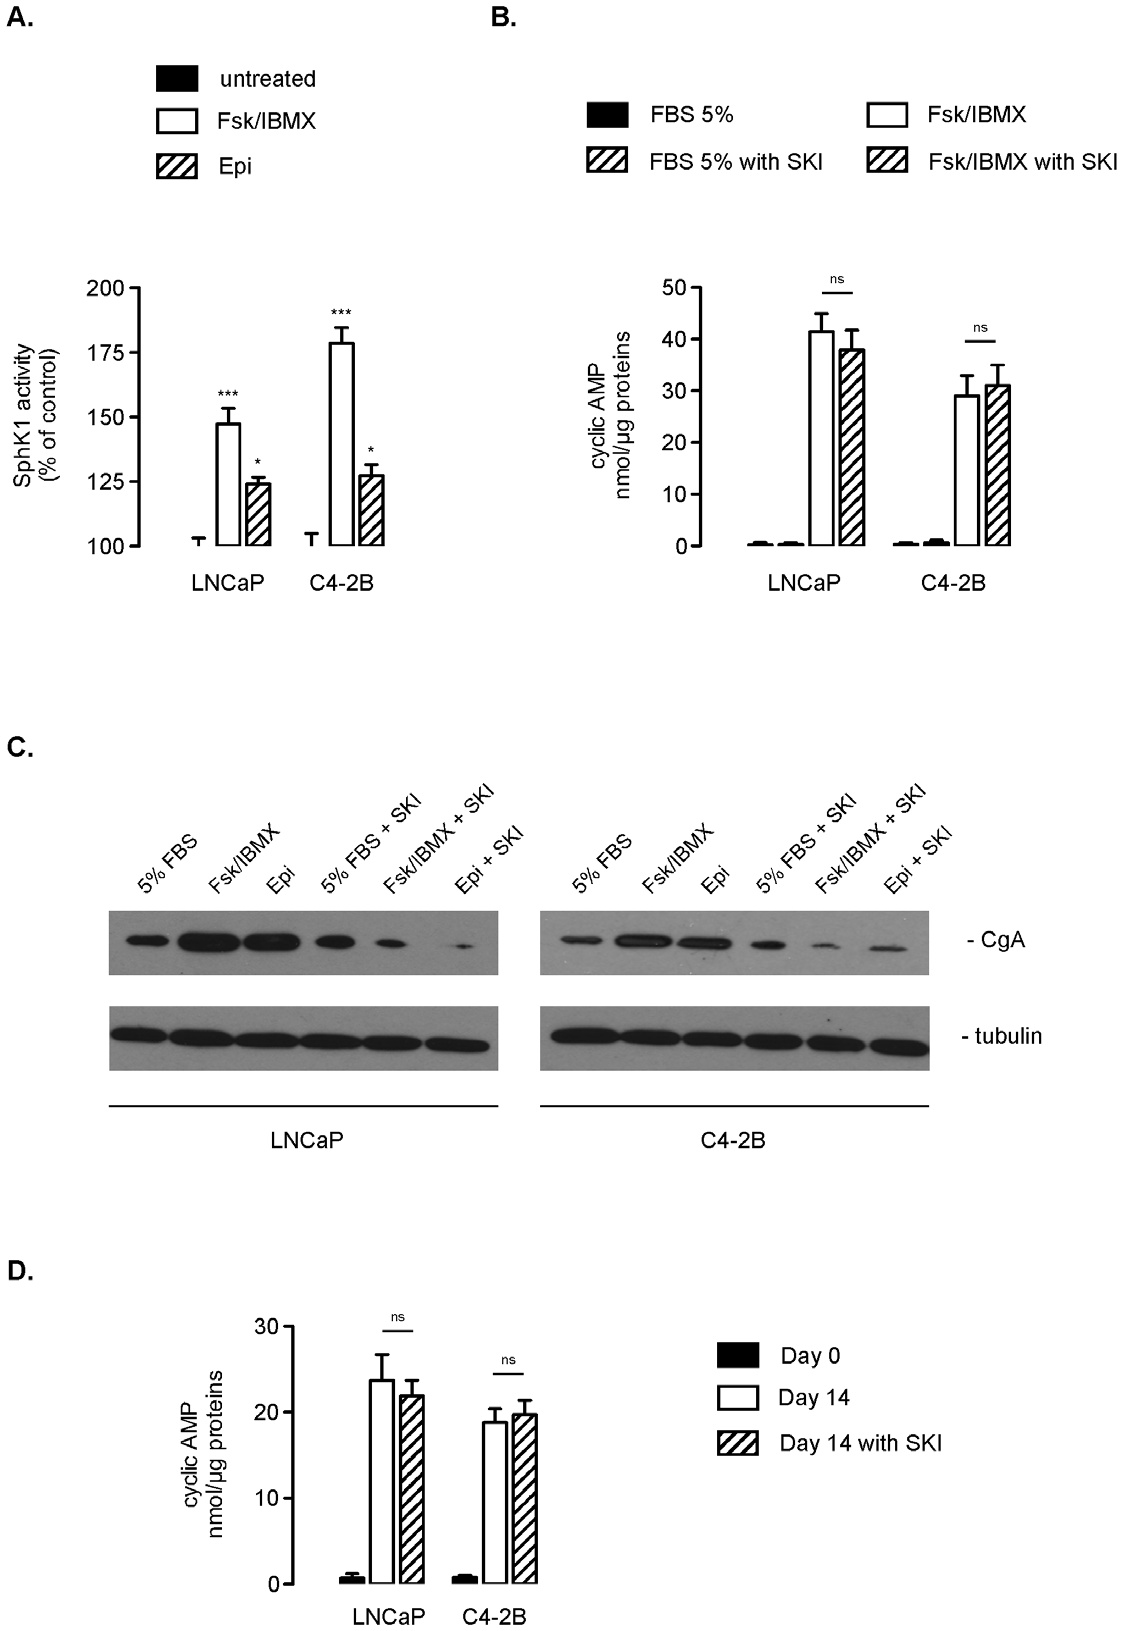 A.
untreated
Fsk/IBMX
Epi
200
175
150
125
100
SphK1 activity
(% of control)
***
*
***
*
LNCaP
C4-2B
B.
FBS 5%
Fsk/IBMX
FBS 5% with SKI
Fsk/IBMX with SKI
50
40
30
20
10
0
cyclic AMP
nmol/µg proteins
ns
ns
LNCaP
C4-2B
C.
5% FBS
Fsk/IBMX
Epi
5% FBS + SKI
Fsk/IBMX + SKI
Epi + SKI
5% FBS
Fsk/IBMX
Epi
5% FBS + SKI
Fsk/IBMX + SKI
Epi + SKI
- CgA
- tubulin
LNCaP
C4-2B
D.
30
20
10
0
cyclic AMP
nmol/µg proteins
ns
ns
LNCaP
C4-2B
Day 0
Day 14
Day 14 with SKI